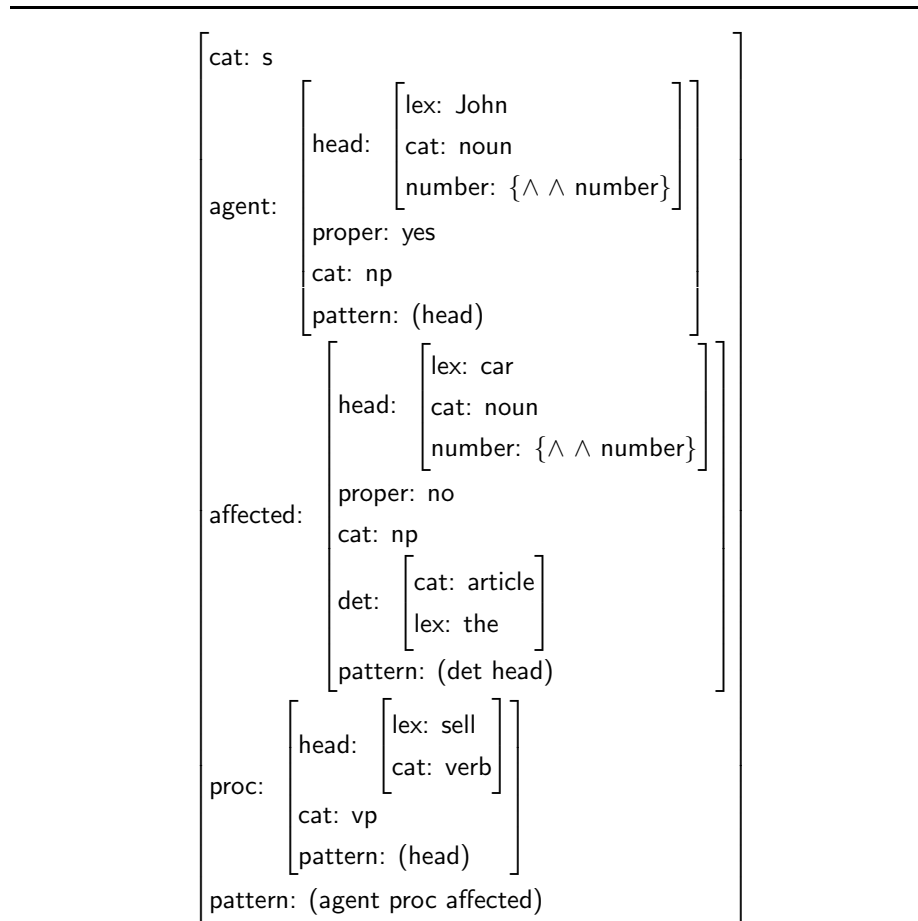 cat: s
lex: John
head: cat: noun
number: {∧ ∧ number}
agent:
proper: yes
cat: np
pattern: (head)
lex: car
head: cat: noun
number: {∧ ∧ number}
proper: no
affected:
cat: np
cat: article
det:
lex: the
pattern: (det head)
lex: sell
head:
cat: verb
proc:
cat: vp
pattern: (head)
pattern: (agent proc affected)